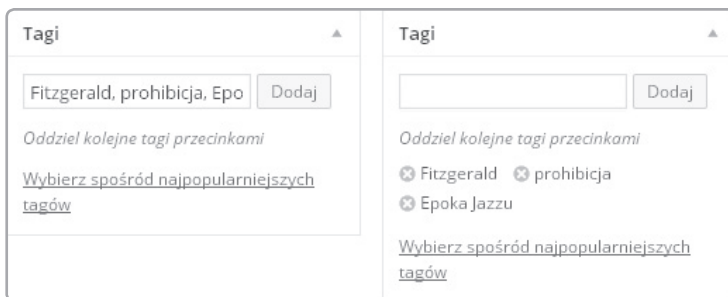 Tagi
Fitzgerald, prohibicja, Epo
Dodaj
Oddziel kolejne tagi przecinkami
Wybierz spośród najpopularniejszych
tagów
Tagi
Dodaj
Oddziel kolejne tagi przecinkami
Fitzgerald prohibicja
Epoka Jazzu
Wybierz spośród najpopularniejszych
tagów